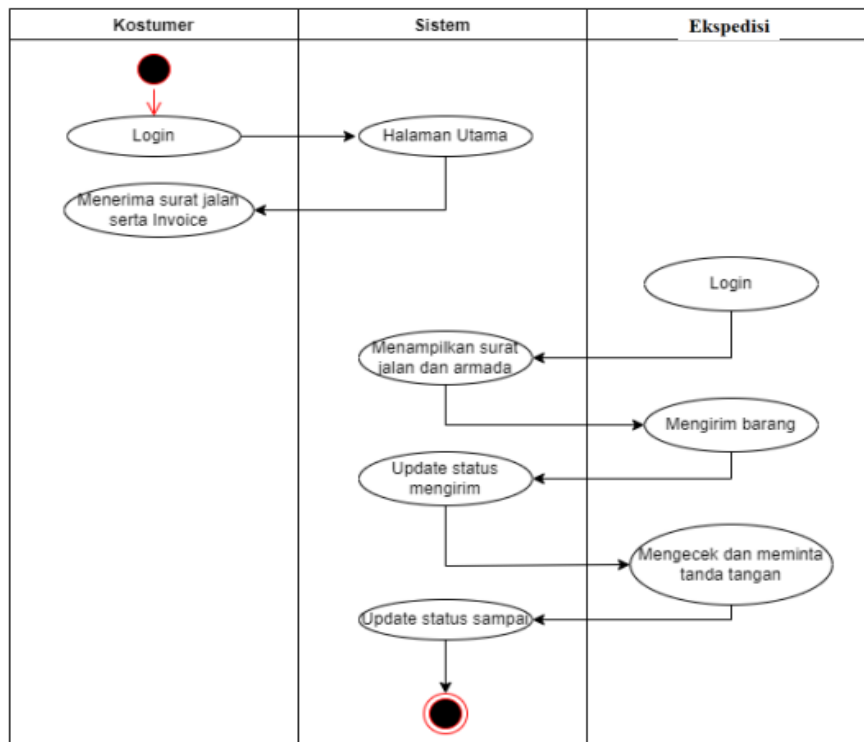 Kostumer
Sistem
Ekspedisi
Login
Halaman Utama
Menerima surat jalan
serta Invoice
Login
Menampilkan surat
jalan dan armada
Mengirim barang
Update status
mengirim
Mengecek dan meminta
tanda tangan
Update status sampai